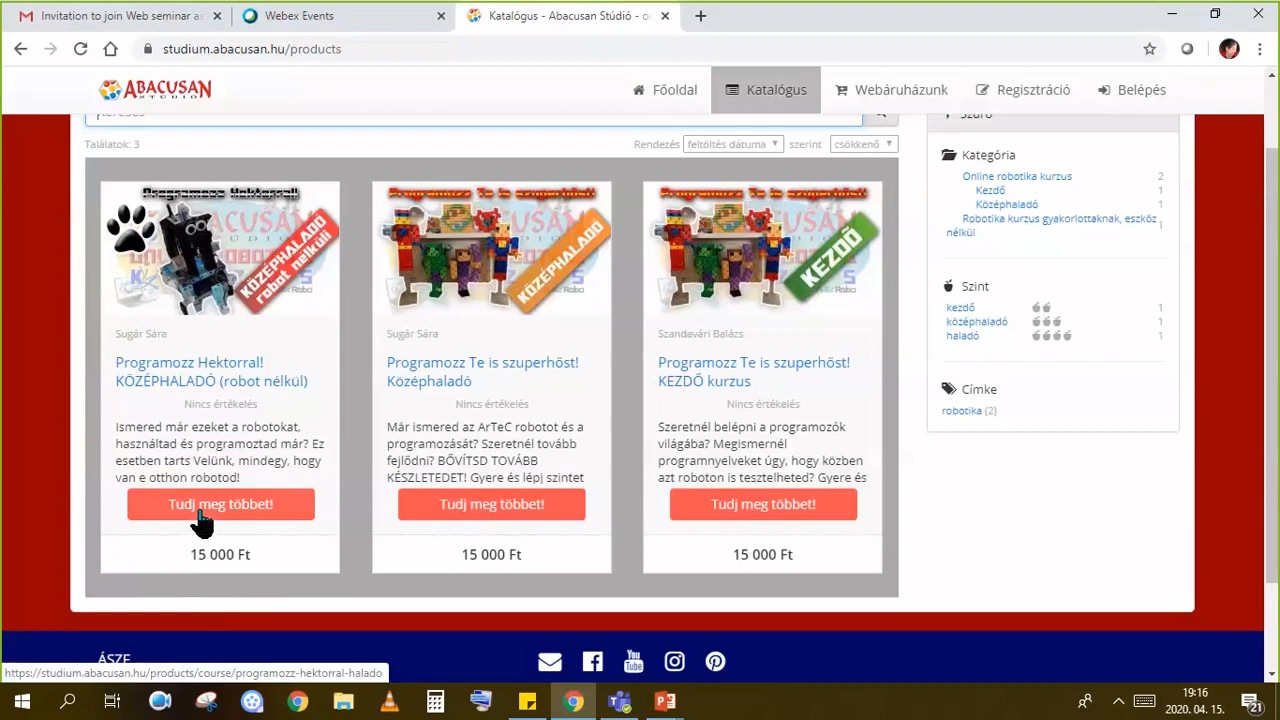 Invitation to join Web seminar as
Webex Events
Katalógus - Abacusan Stúdió - o
studium.abacusan.hu/products
ABACUSAN
STÚDIÓ
Főoldal
Katalógus
Webáruházunk
Regisztráció
Belépés
Keresés
Találatok: 3
Rendezés
feltöltés dátuma
szerint
csökkenő
Szűrő
Kategória
Online robotika kurzus 2
Kezdő 1
Középhaladó 1
Robotika kurzus gyakorlottaknak, eszköz
nélkül 1
Szint
kezdő 1
középhaladó 1
haladó 1
Címke
robotika (2)
Programozz Hektorral!
KÖZÉPHALADÓ
robot nélküli
Sugár Sára
Programozz Hektorral!
KÖZÉPHALADÓ (robot nélkül)
Nincs értékelés
Ismered már ezeket a robotokat,
használtad és programoztad már? Ez
esetben tarts Velünk, mindegy, hogy
van e otthon robotod!
Tudj meg többet!
15 000 Ft
Programozz Te is szuperhőst!
KÖZÉPHALADÓ
Sugár Sára
Programozz Te is szuperhőst!
Középhaladó
Nincs értékelés
Már ismered az ArTeC robotot és a
programozását? Szeretnél tovább
fejlődni? BŐVÍTSD TOVÁBB
KÉSZLETEDET! Gyere és lépj szintet
Tudj meg többet!
15 000 Ft
Programozz Te is szuperhőst!
KEZDŐ
Szandavári Balázs
Programozz Te is szuperhőst!
KEZDŐ kurzus
Nincs értékelés
Szeretnél belépni a programozók
világába? Megismernél
programnyelveket úgy, hogy közben
azt roboton is tesztelheted? Gyere és
Tudj meg többet!
15 000 Ft
ÁSZF
You
Tube
https://studium.abacusan.hu/products/course/programozz-hektorral-halado
19:16
2020. 04. 15.
21